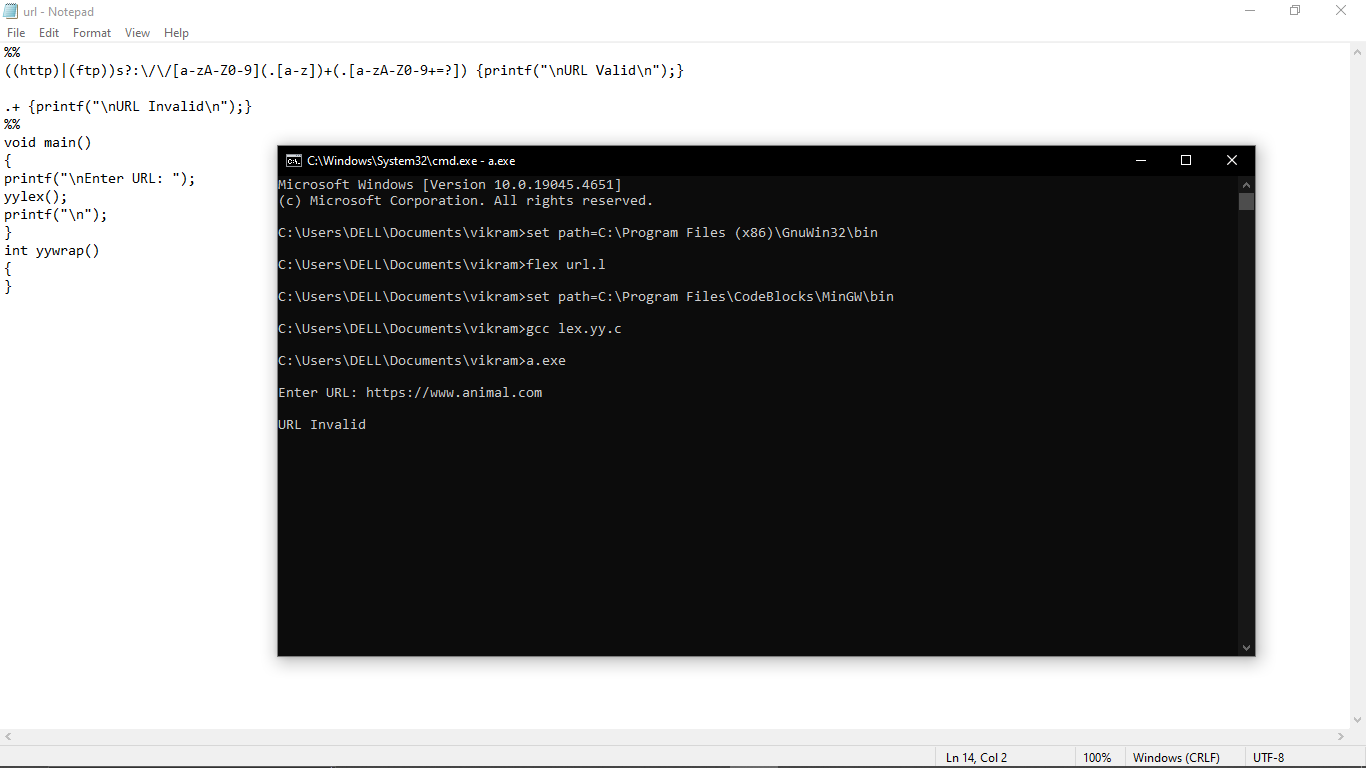 url - Notepad
File Edit Format View Help
%%
((http)|(ftp))s?:\/\/[a-zA-Z0-9](.[a-z])+(.[a-zA-Z0-9+=?]) {printf("\nURL Valid\n");}
.+ {printf("\nURL Invalid\n");}
%%
void main()
{
printf("\nEnter URL: ");
yylex();
printf("\n");
}
int yywrap()
{
}
C:\Windows\System32\cmd.exe - a.exe
Microsoft Windows [Version 10.0.19045.4651]
(c) Microsoft Corporation. All rights reserved.
C:\Users\DELL\Documents\vikram>set path=C:\Program Files (x86)\GnuWin32\bin
C:\Users\DELL\Documents\vikram>flex url.l
C:\Users\DELL\Documents\vikram>set path=C:\Program Files\CodeBlocks\MinGW\bin
C:\Users\DELL\Documents\vikram>gcc lex.yy.c
C:\Users\DELL\Documents\vikram>a.exe
Enter URL: https://www.animal.com
URL Invalid
Ln 14, Col 2 100% Windows (CRLF) UTF-8